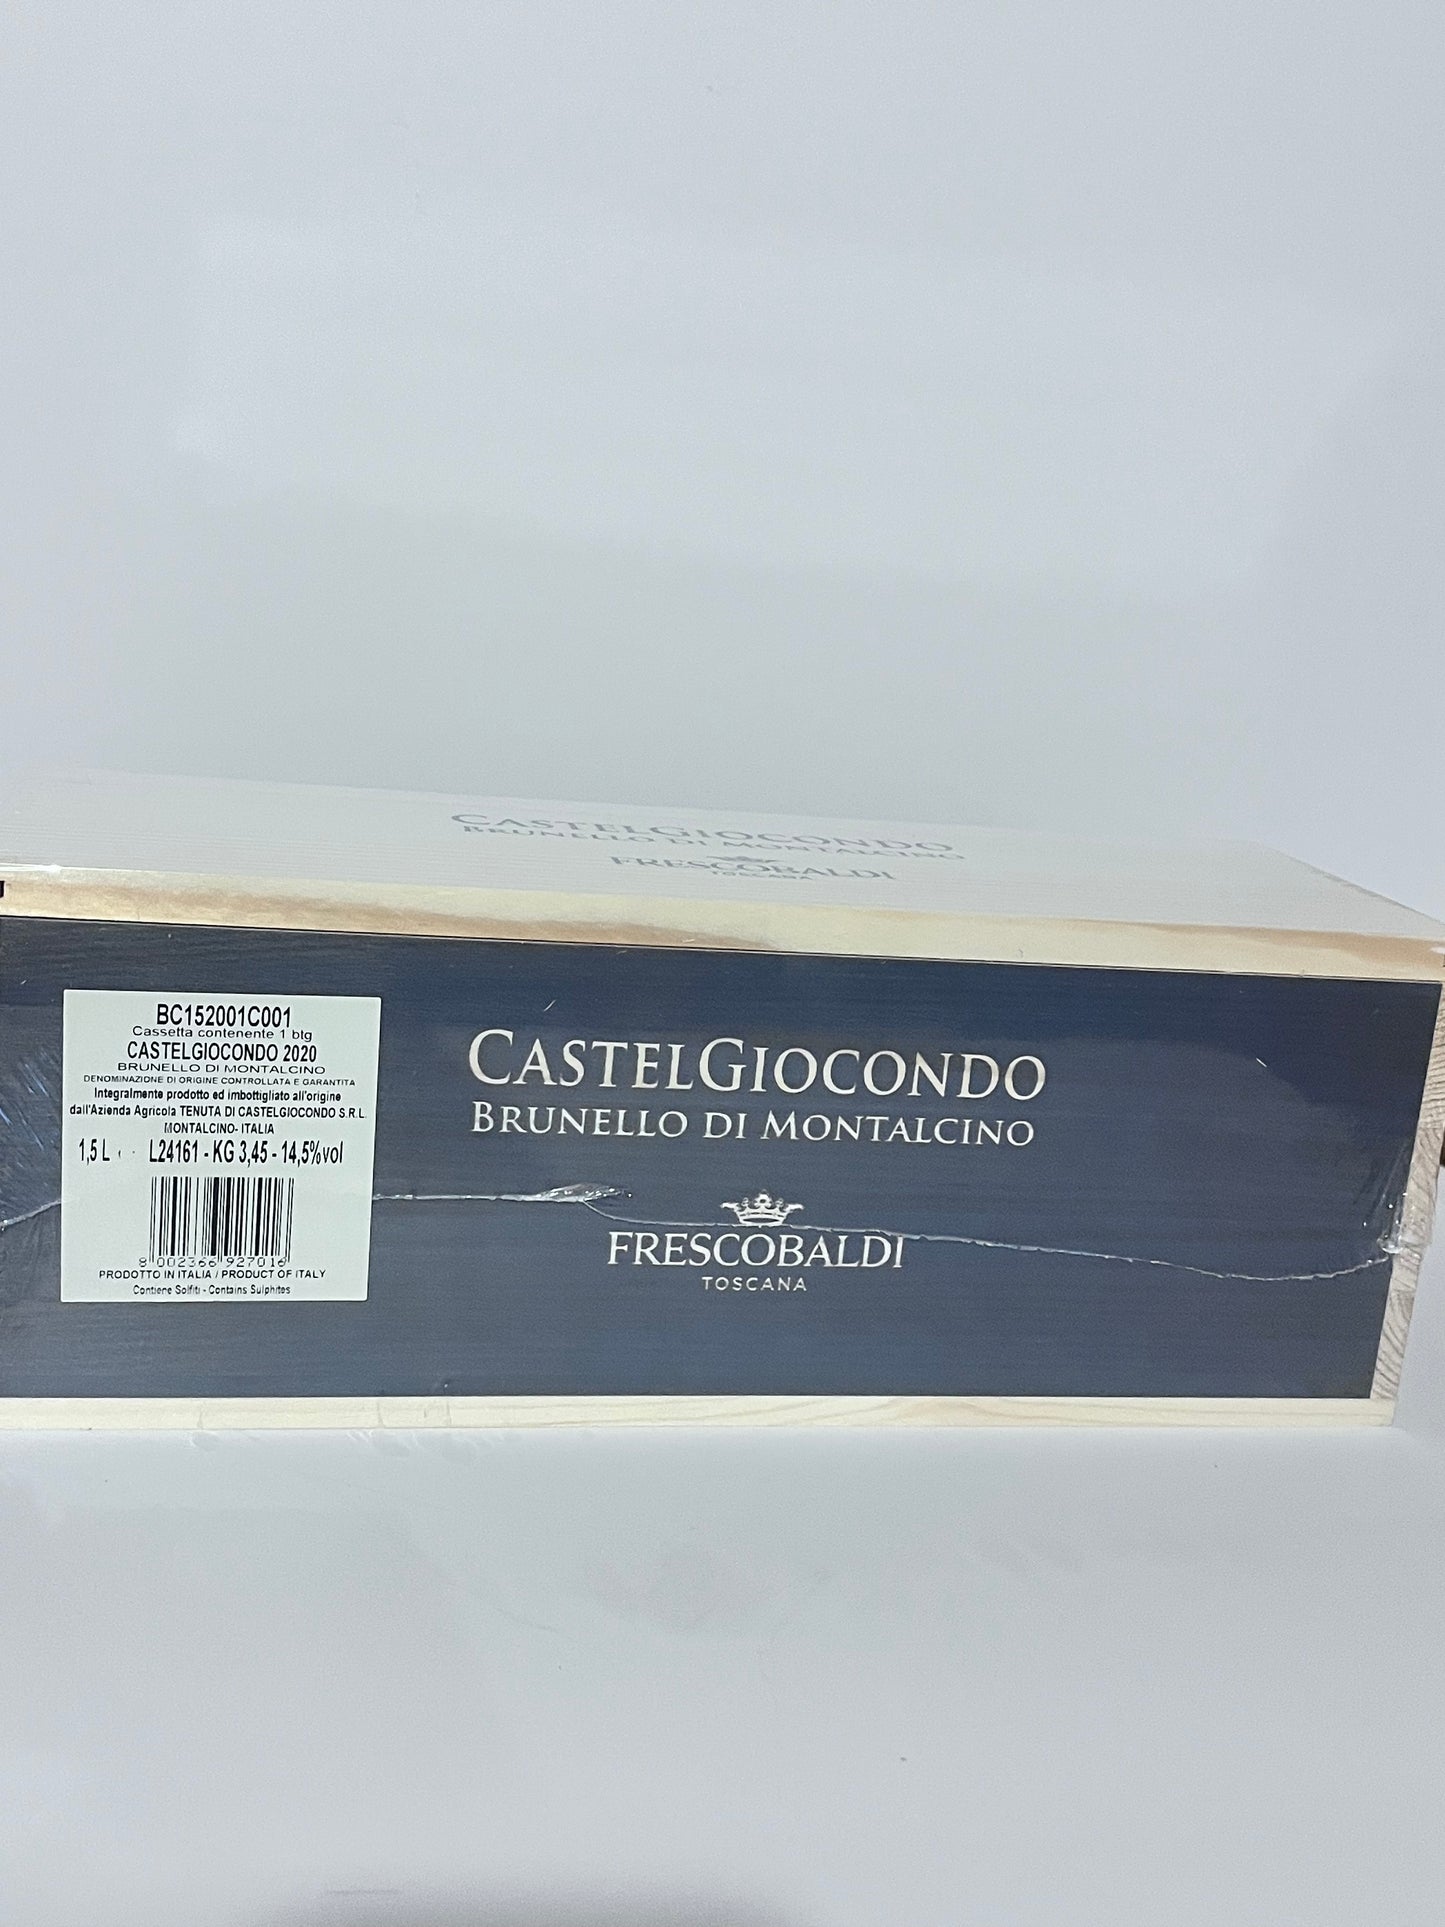 CASTELGIOCONDO
BRUNELLO DI MONTALCINO
FRESCOBALDI
TOSCANA
BC152001C001
Cassetta contenente 1 btg
CASTELGIOCONDO 2020
BRUNELLO DI MONTALCINO
DENOMINAZIONE DI ORIGINE CONTROLLATA E GARANTITA
Integralmente prodotto ed imbottigliato all'origine
dall'Azienda Agricola TENUTA DI CASTELGIOCONDO S.R.L.
MONTALCINO- ITALIA
1,5 L L24161 - KG 3,45 - 14,5%vol
8 002366 927016
PRODOTTO IN ITALIA / PRODUCT OF ITALY
Contiene Solfiti - Contains Sulphites
CASTELGIOCONDO
BRUNELLO DI MONTALCINO
FRESCOBALDI
TOSCANA